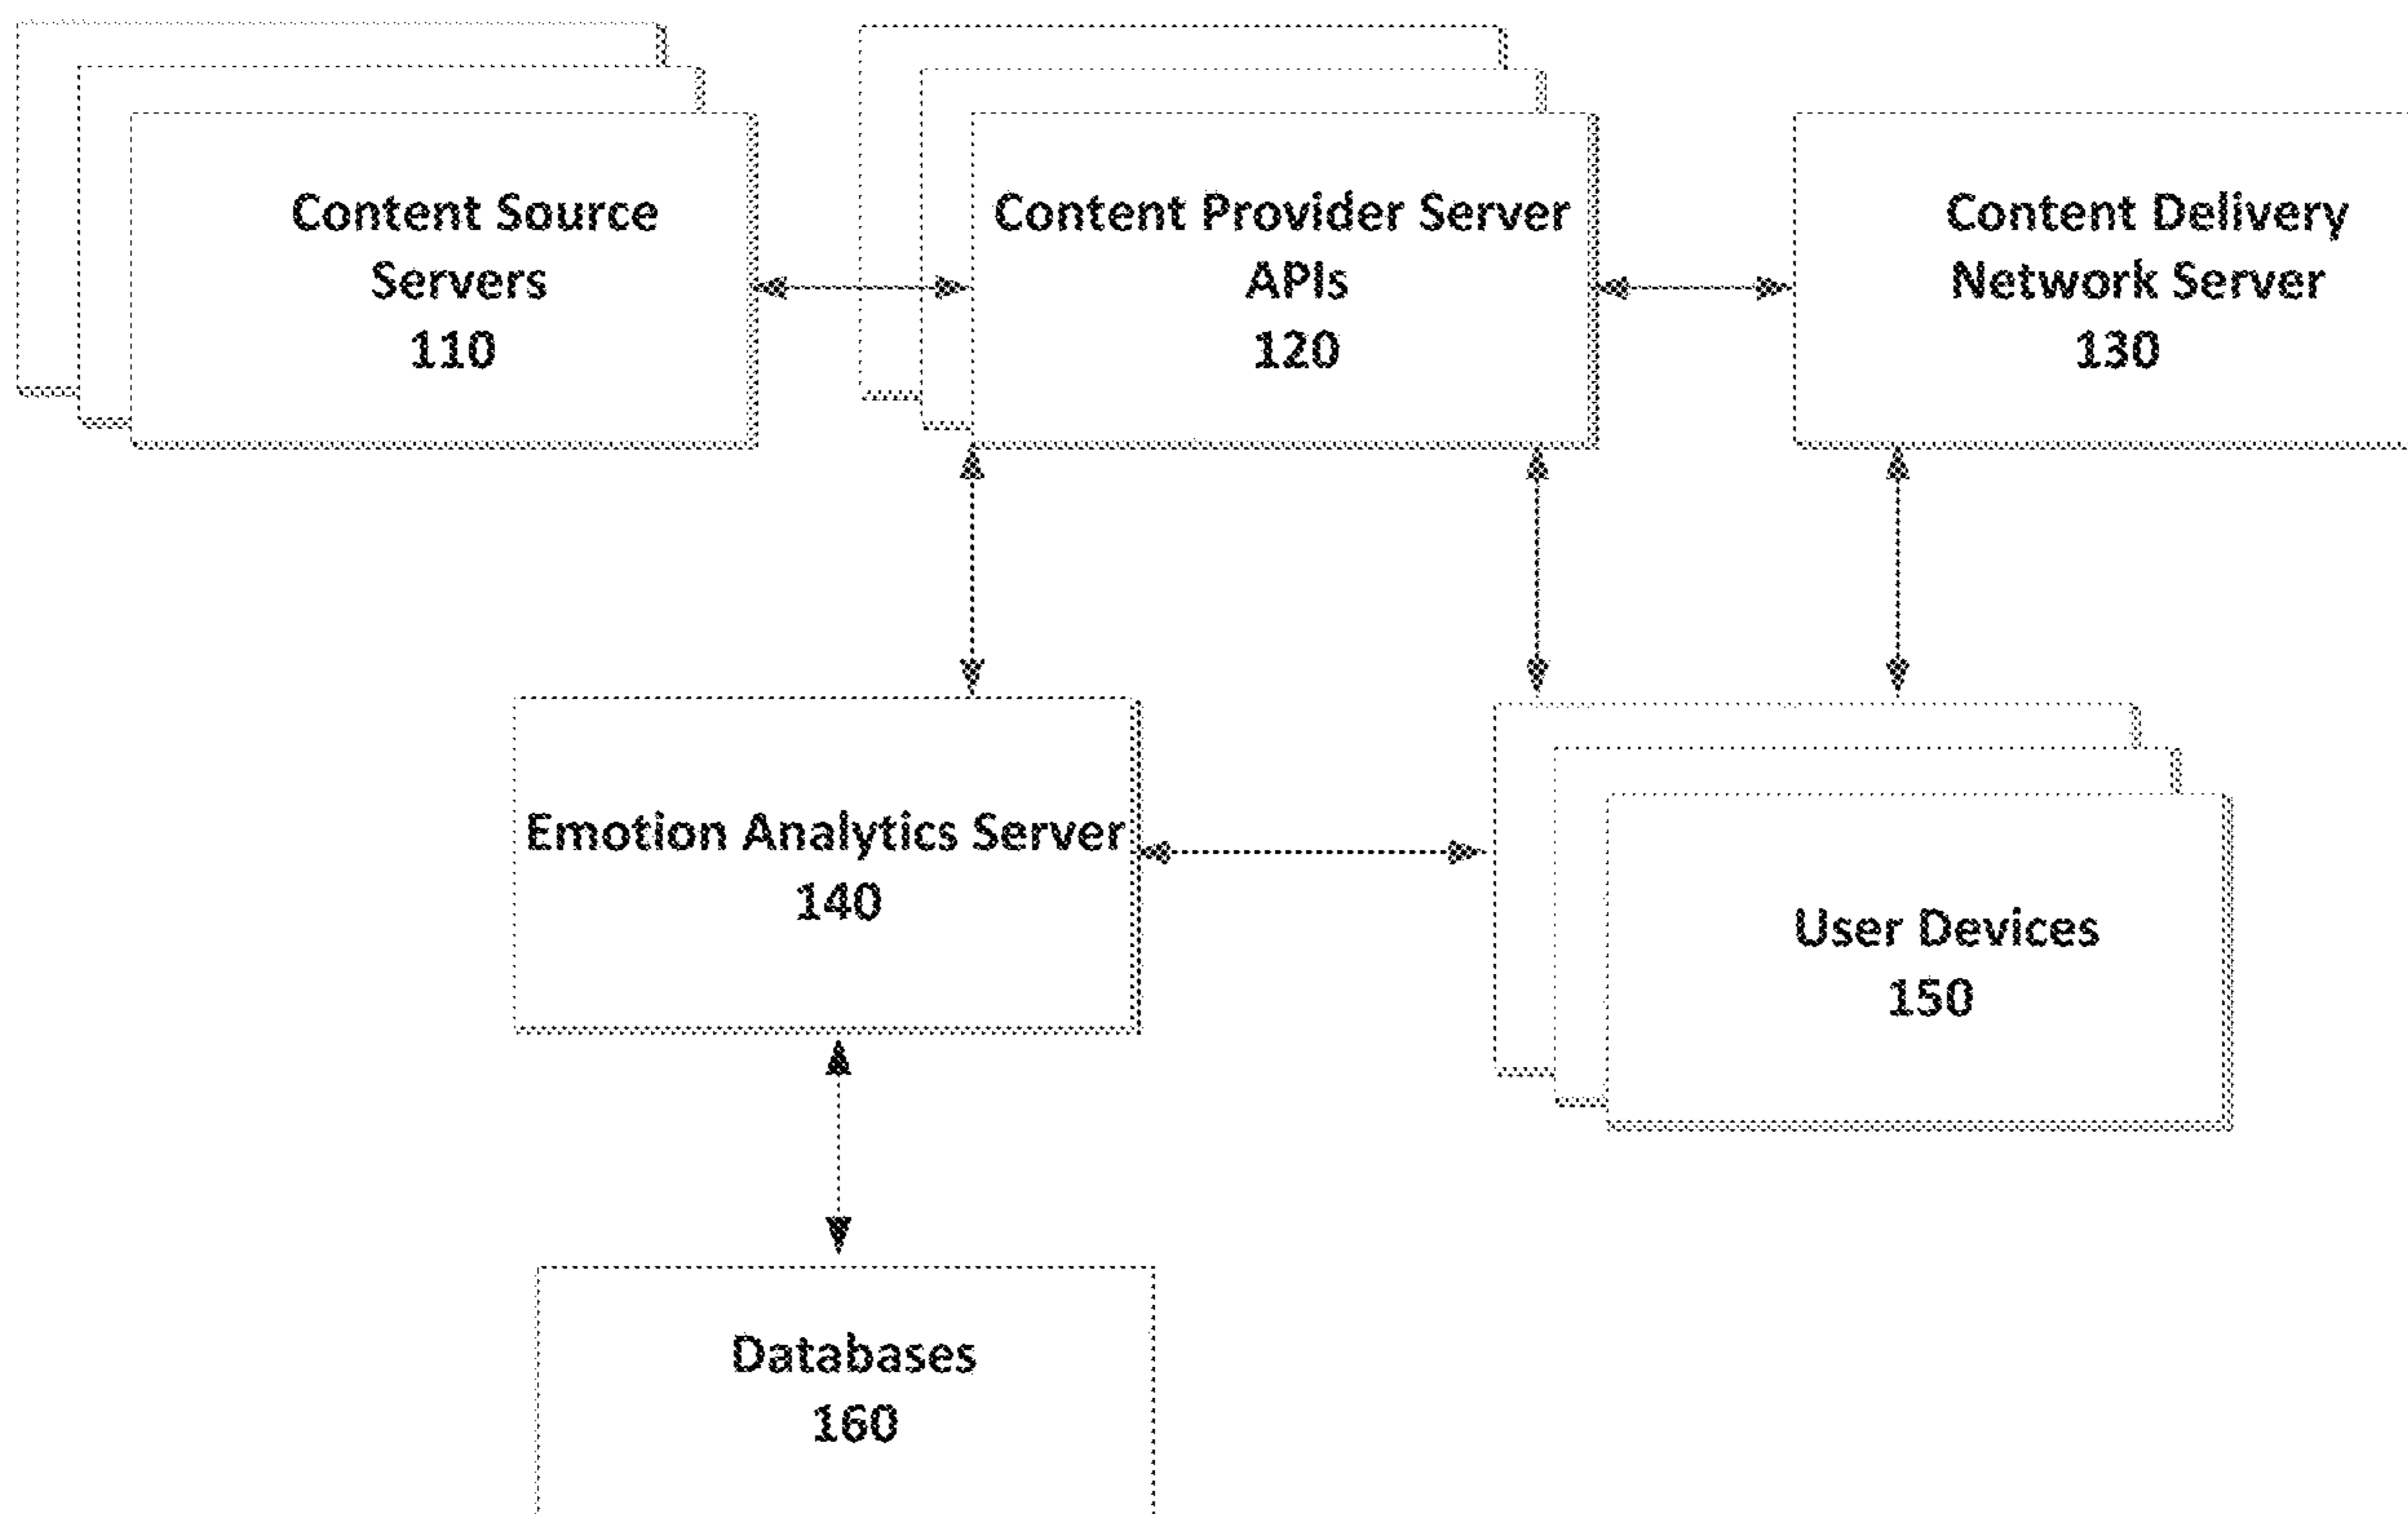 Content Source
Servers
110
Content Provider Server
APIs
120
Content Delivery
Network Server
130
Emotion Analytics Server
140
User Devices
150
Databases
160